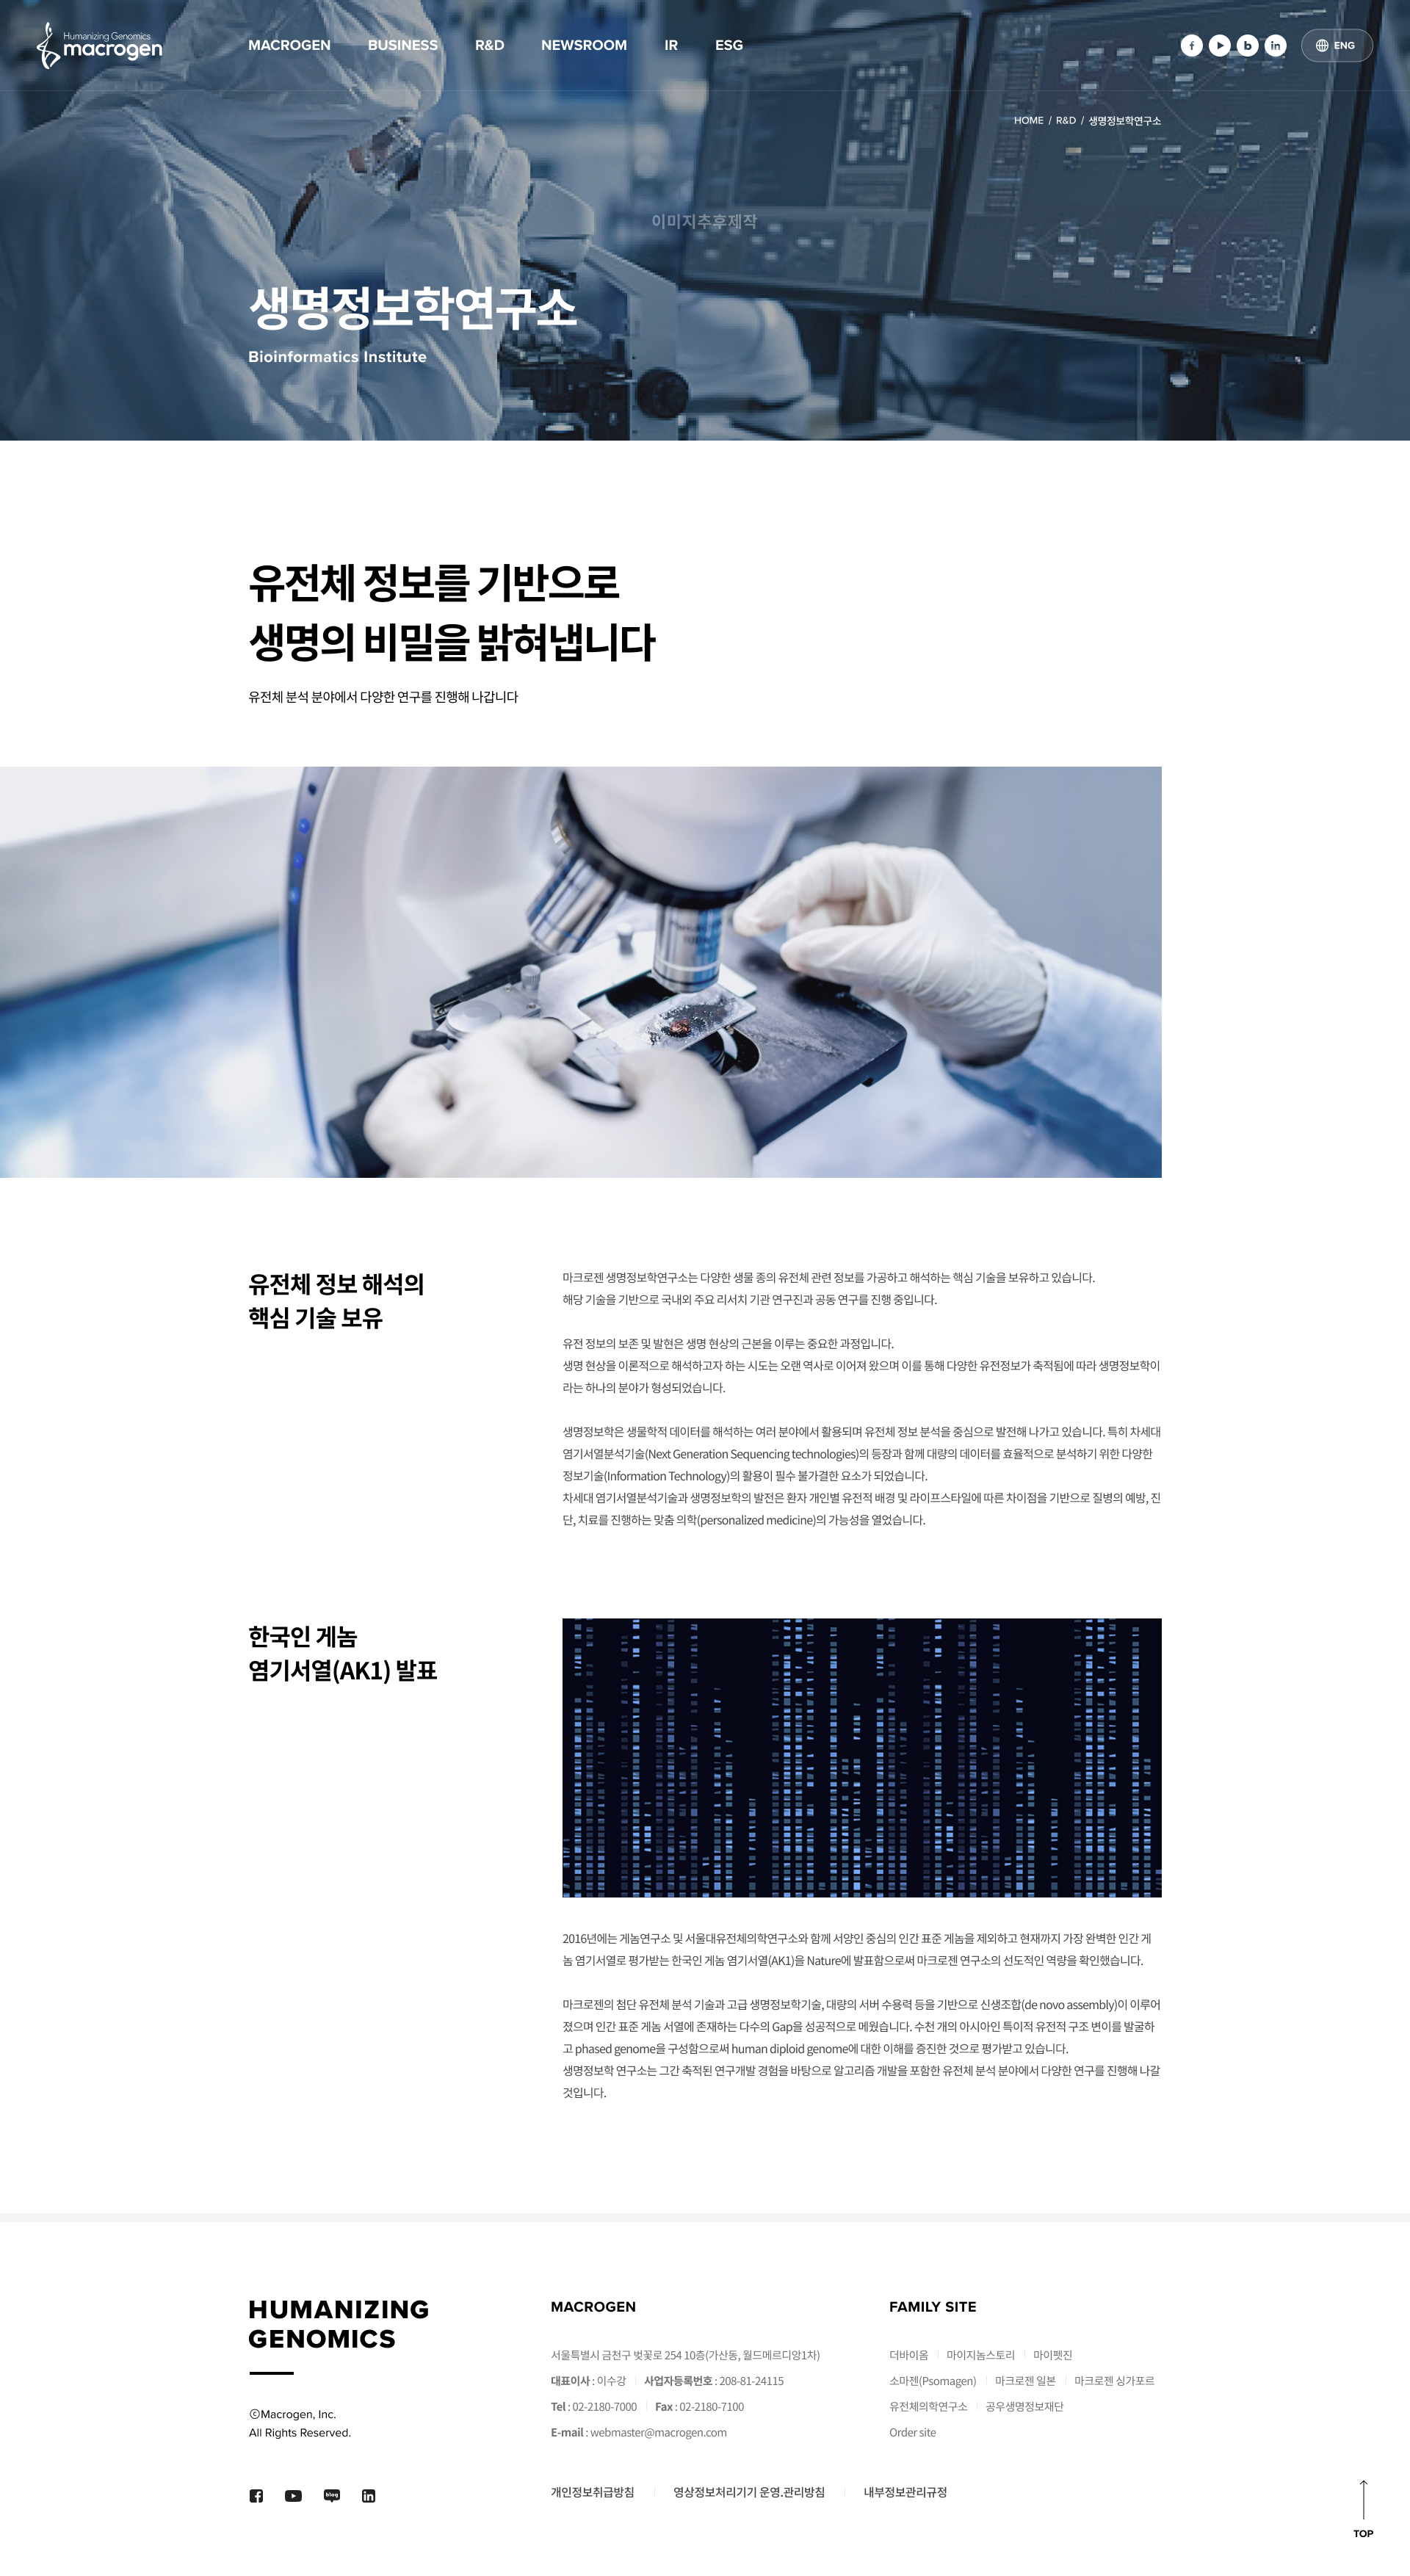 Humanizing Genomics
macrogen
MACROGEN BUSINESS R&D NEWSROOM IR ESG
ENG
HOME / R&D / 생명정보학연구소
이미지추후제작
생명정보학연구소
Bioinformatics Institute
유전체 정보를 기반으로
생명의 비밀을 밝혀냅니다
유전체 분석 분야에서 다양한 연구를 진행해 나갑니다
유전체 정보 해석의
핵심 기술 보유
마크로젠 생명정보학연구소는 다양한 생물 종의 유전체 관련 정보를 가공하고 해석하는 핵심 기술을 보유하고 있습니다.
해당 기술을 기반으로 국내외 주요 리서치 기관 연구진과 공동 연구를 진행 중입니다.
유전 정보의 보존 및 발현은 생명 현상의 근본을 이루는 중요한 과정입니다.
생명 현상을 이론적으로 해석하고자 하는 시도는 오랜 역사로 이어져 왔으며 이를 통해 다양한 유전정보가 축적됨에 따라 생명정보학이
라는 하나의 분야가 형성되었습니다.
생명정보학은 생물학적 데이터를 해석하는 여러 분야에서 활용되며 유전체 정보 분석을 중심으로 발전해 나가고 있습니다. 특히 차세대
염기서열분석기술(Next Generation Sequencing technologies)의 등장과 함께 대량의 데이터를 효율적으로 분석하기 위한 다양한
정보기술(Information Technology)의 활용이 필수 불가결한 요소가 되었습니다.
차세대 염기서열분석기술과 생명정보학의 발전은 환자 개인별 유전적 배경 및 라이프스타일에 따른 차이점을 기반으로 질병의 예방, 진
단, 치료를 진행하는 맞춤 의학(personalized medicine)의 가능성을 열었습니다.
한국인 게놈
염기서열(AK1) 발표
2016년에는 게놈연구소 및 서울대유전체의학연구소와 함께 서양인 중심의 인간 표준 게놈을 제외하고 현재까지 가장 완벽한 인간 게
놈 염기서열로 평가받는 한국인 게놈 염기서열(AK1)을 Nature에 발표함으로써 마크로젠 연구소의 선도적인 역량을 확인했습니다.
마크로젠의 첨단 유전체 분석 기술과 고급 생명정보학기술, 대량의 서버 수용력 등을 기반으로 신생조합(de novo assembly)이 이루어
졌으며 인간 표준 게놈 서열에 존재하는 다수의 Gap을 성공적으로 메웠습니다. 수천 개의 아시아인 특이적 유전적 구조 변이를 발굴하
고 phased genome을 구성함으로써 human diploid genome에 대한 이해를 증진한 것으로 평가받고 있습니다.
생명정보학 연구소는 그간 축적된 연구개발 경험을 바탕으로 알고리즘 개발을 포함한 유전체 분석 분야에서 다양한 연구를 진행해 나갈
것입니다.
HUMANIZING
GENOMICS
©Macrogen, Inc.
All Rights Reserved.
blog
MACROGEN
서울특별시 금천구 벚꽃로 254 10층(가산동, 월드메르디앙1차)
대표이사 : 이수강 사업자등록번호 : 208-81-24115
Tel : 02-2180-7000 Fax : 02-2180-7100
E-mail : webmaster@macrogen.com
FAMILY SITE
더바이옴 마이지놈스토리 마이펫진
소마젠(Psomagen) 마크로젠 일본 마크로젠 싱가포르
유전체의학연구소 공우생명정보재단
Order site
개인정보취급방침 영상정보처리기기 운영.관리방침 내부정보관리규정
TOP